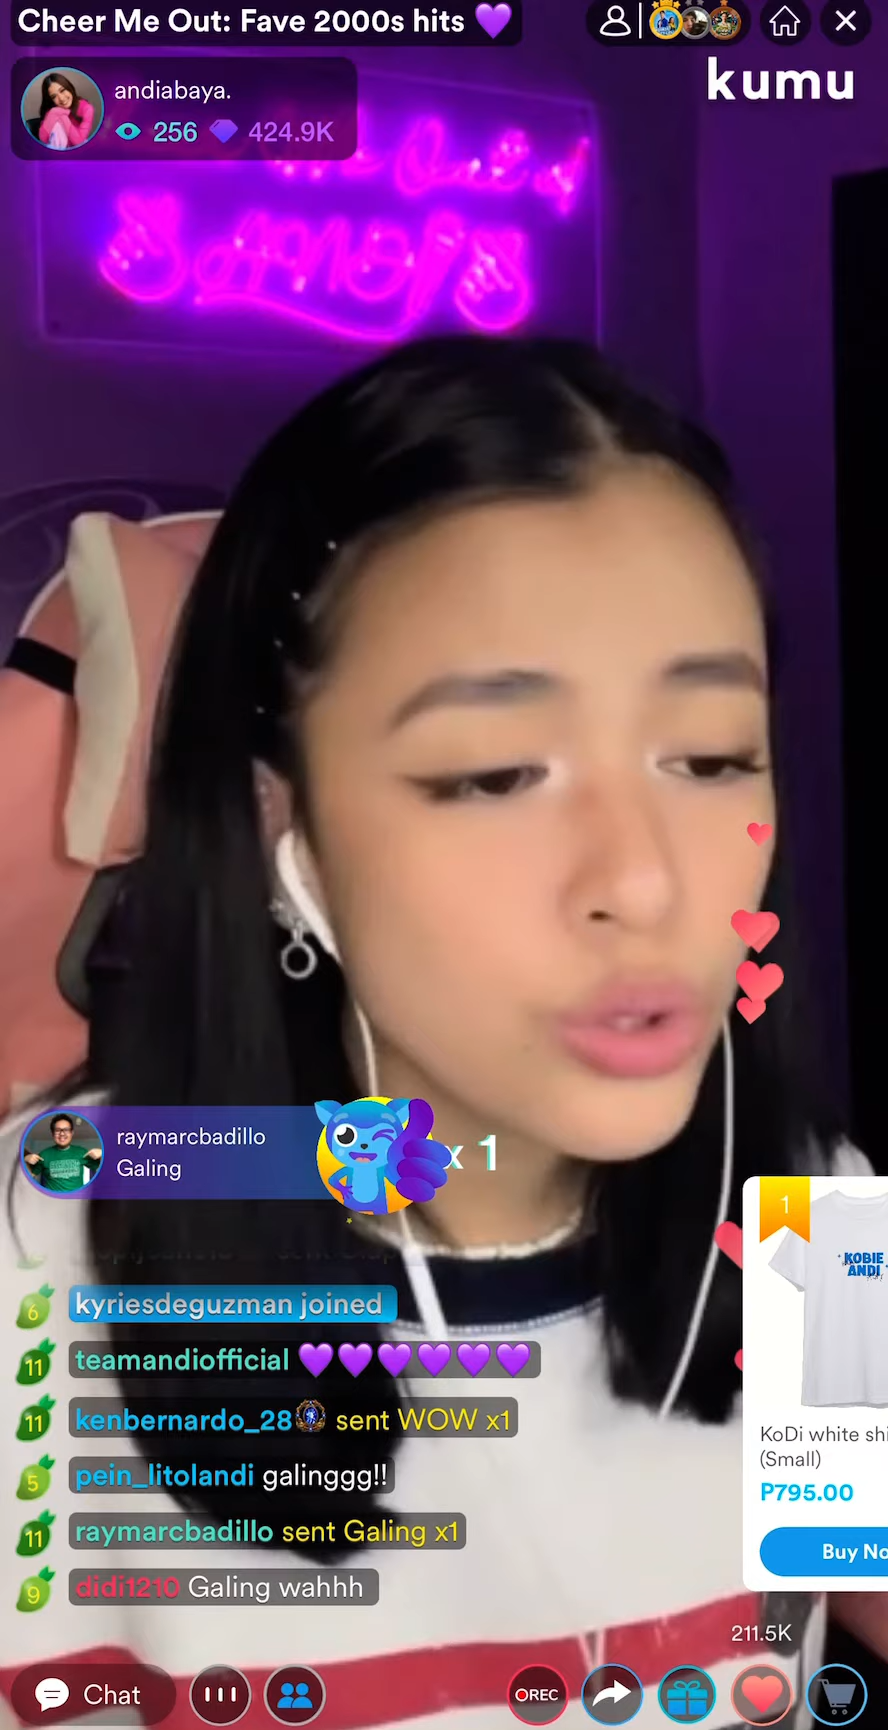 Cheer Me Out: Fave 2000s hits 💜
andiabaya.
256 424.9K
kumu
Out of
raymarcbadillo
Galing
x 1
6 kyriesdeguzman joined
11 teamandiofficial 💜💜💜💜💜💜
11 kenbernardo_28 sent WOW x1
5 pein_litolandi galinggg!!
11 raymarcbadillo sent Galing x1
9 didi1210 Galing wahhh
1
KOBIE
ANDI
KoDi white shi
(Small)
P795.00
Buy No
211.5K
Chat
REC